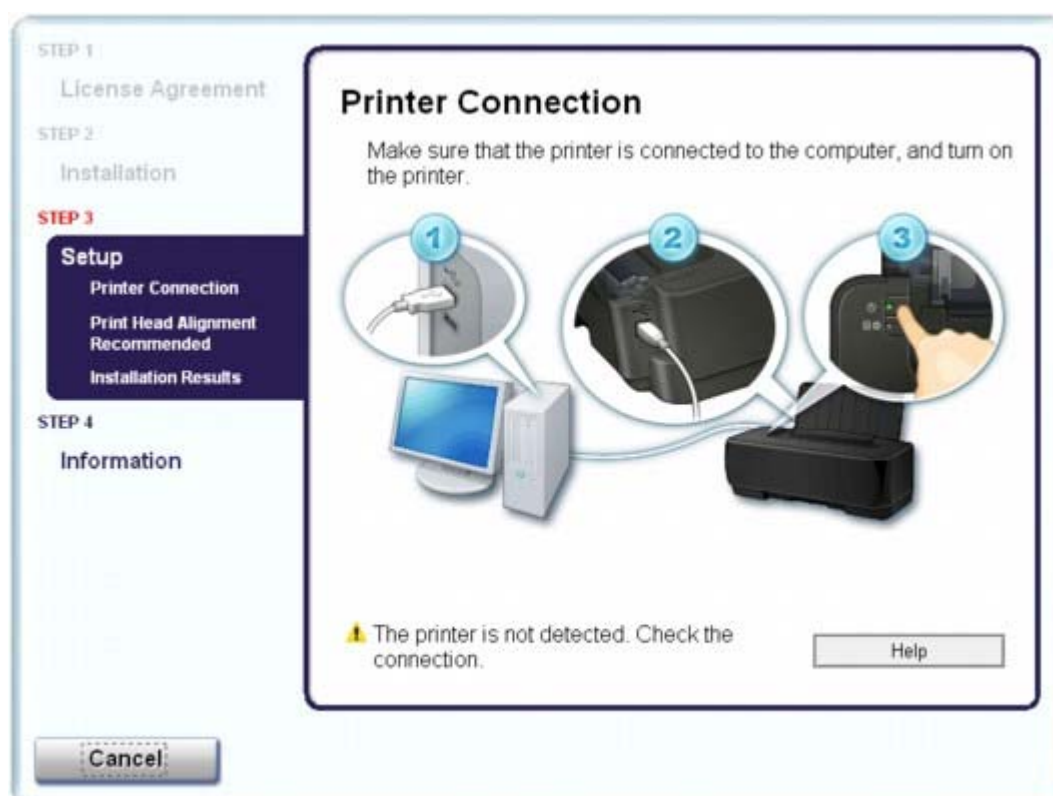 STEP 1
License Agreement
STEP 2
Installation
STEP 3
Setup
Printer Connection
Print Head Alignment
Recommended
Installation Results
STEP 4
Information
Printer Connection
Make sure that the printer is connected to the computer, and turn on
the printer.
1
2
3
The printer is not detected. Check the
connection.
Help
Cancel